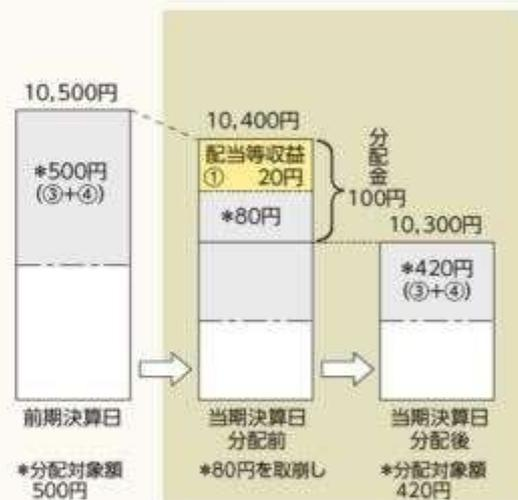 10,500円
*500円
(③+④)
前期決算日
*分配対象額
500円
10,400円
配当等収益
① 20円
*80円
分配金
100円
当期決算日
分配前
*80円を取崩し
10,300円
*420円
(③+④)
当期決算日
分配後
*分配対象額
420円